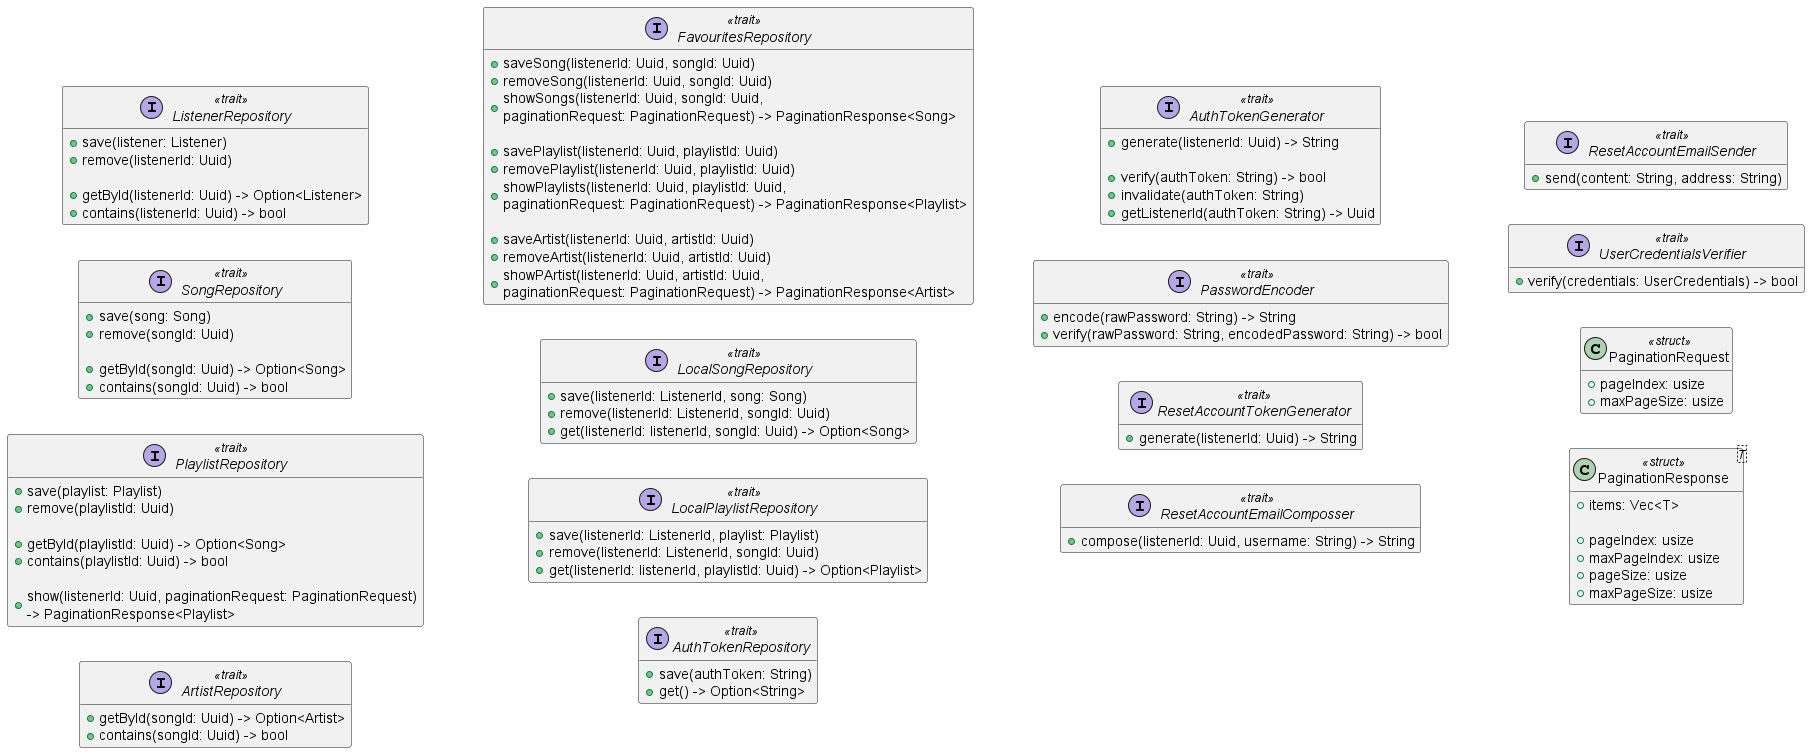 «trait»
I
ListenerRepository
save(listener: Listener)
remove(listenerId: Uuid)
getById(listenerId: Uuid) -> Option<Listener>
contains(listenerId: Uuid) -> bool
«trait»
I
SongRepository
save(song: Song)
remove(songId: Uuid)
getById(songId: Uuid) -> Option<Song>
contains(songId: Uuid) -> bool
«trait»
I
PlaylistRepository
save(playlist: Playlist)
remove(playlistId: Uuid)
getById(playlistId: Uuid) -> Option<Song>
contains(playlistId: Uuid) -> bool
show(listenerId: Uuid, paginationRequest: PaginationRequest)
-> PaginationResponse<Playlist>
«trait»
I
ArtistRepository
getById(songId: Uuid) -> Option<Artist>
contains(songId: Uuid) -> bool
«trait»
I
FavouritesRepository
saveSong(listenerId: Uuid, songId: Uuid)
removeSong(listenerId: Uuid, songId: Uuid)
showSongs(listenerId: Uuid, songId: Uuid,
paginationRequest: PaginationRequest) -> PaginationResponse<Song>
savePlaylist(listenerId: Uuid, playlistId: Uuid)
removePlaylist(listenerId: Uuid, playlistId: Uuid)
showPlaylists(listenerId: Uuid, playlistId: Uuid,
paginationRequest: PaginationRequest) -> PaginationResponse<Playlist>
saveArtist(listenerId: Uuid, artistId: Uuid)
removeArtist(listenerId: Uuid, artistId: Uuid)
showPArtist(listenerId: Uuid, artistId: Uuid,
paginationRequest: PaginationRequest) -> PaginationResponse<Artist>
«trait»
I
LocalSongRepository
save(listenerId: ListenerId, song: Song)
remove(listenerId: ListenerId, songId: Uuid)
get(listenerId: listenerId, songId: Uuid) -> Option<Song>
«trait»
I
LocalPlaylistRepository
save(listenerId: ListenerId, playlist: Playlist)
remove(listenerId: ListenerId, songId: Uuid)
get(listenerId: listenerId, playlistId: Uuid) -> Option<Playlist>
«trait»
I
AuthTokenRepository
save(authToken: String)
get() -> Option<String>
«trait»
I
AuthTokenGenerator
generate(listenerId: Uuid) -> String
verify(authToken: String) -> bool
invalidate(authToken: String)
getListenerId(authToken: String) -> Uuid
«trait»
I
PasswordEncoder
encode(rawPassword: String) -> String
verify(rawPassword: String, encodedPassword: String) -> bool
«trait»
I
ResetAccountTokenGenerator
generate(listenerId: Uuid) -> String
«trait»
I
ResetAccountEmailComposser
compose(listenerId: Uuid, username: String) -> String
«trait»
I
ResetAccountEmailSender
send(content: String, address: String)
«trait»
I
UserCredentialsVerifier
verify(credentials: UserCredentials) -> bool
«struct»
C
PaginationRequest
pageIndex: usize
maxPageSize: usize
T
«struct»
C
PaginationResponse
items: Vec<T>
pageIndex: usize
maxPageIndex: usize
pageSize: usize
maxPageSize: usize